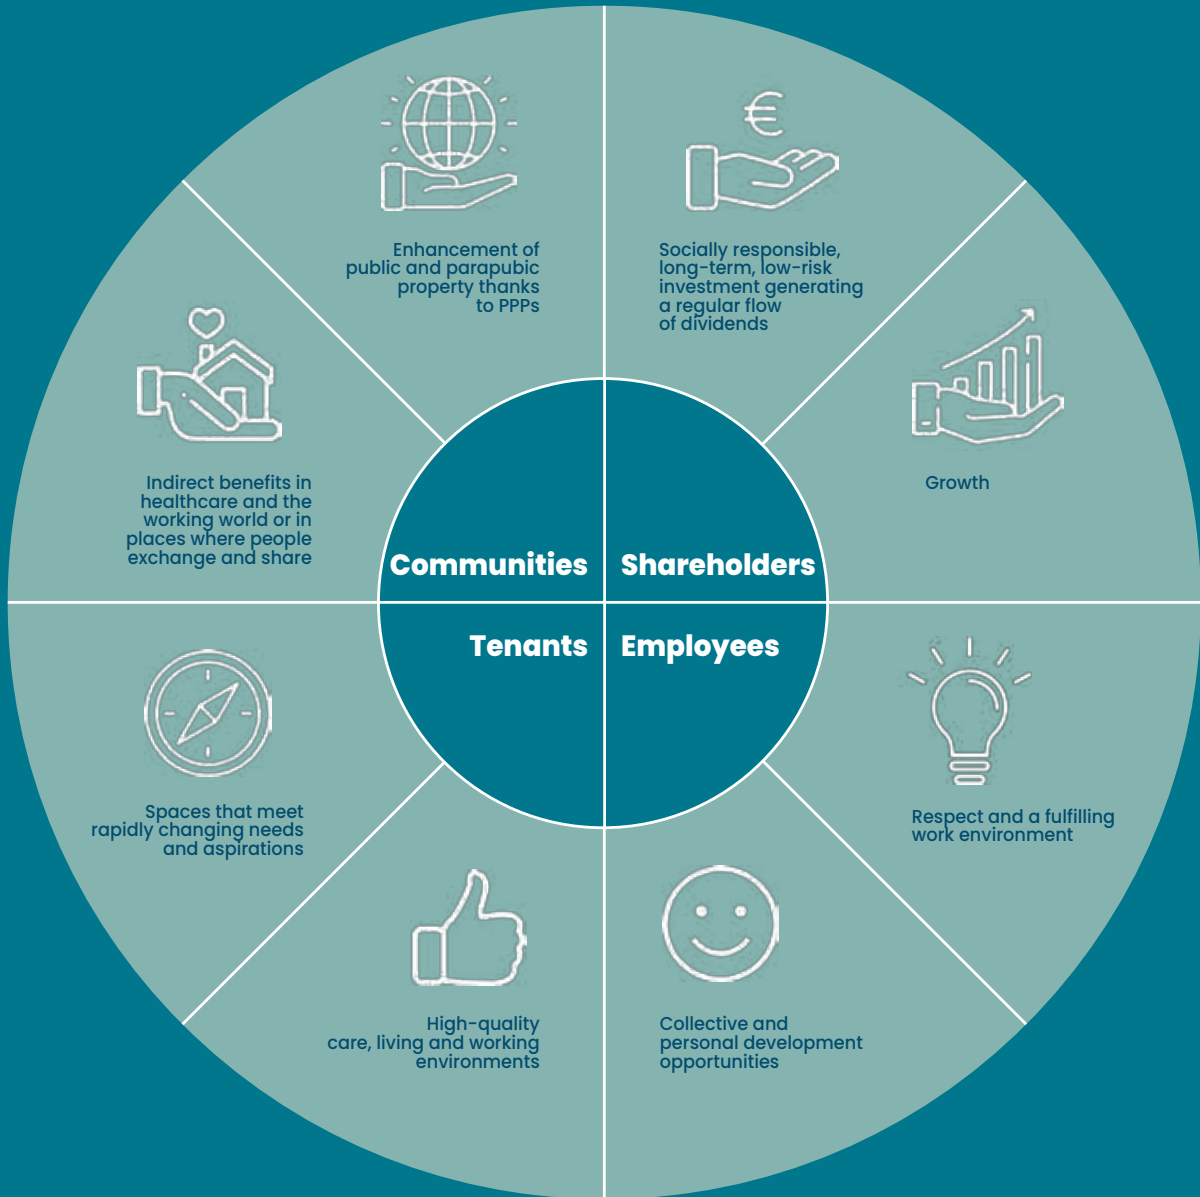 Enhancement of
public and parapubic
property thanks
to PPPs
Socially responsible,
long-term, low-risk
investment generating
a regular flow
of dividends
Indirect benefits in
healthcare and the
working world or in
places where people
exchange and share
Growth
Communities
Shareholders
Tenants
Employees
Spaces that meet
rapidly changing needs
and aspirations
Respect and a fulfilling
work environment
High-quality
care, living and working
environments
Collective and
personal development
opportunities